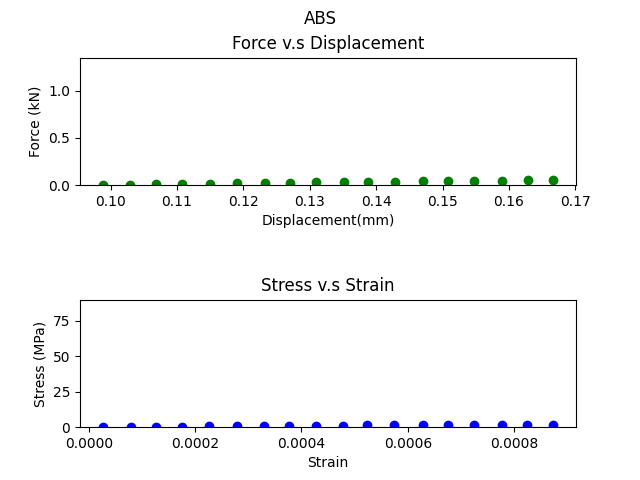 ABS
Force v.s Displacement
1.0
0.5
0.0
Force (kN)
0.10 0.11 0.12 0.13 0.14 0.15 0.16 0.17
Displacement(mm)
Stress v.s Strain
75
50
25
0
Stress (MPa)
0.0000 0.0002 0.0004 0.0006 0.0008
Strain